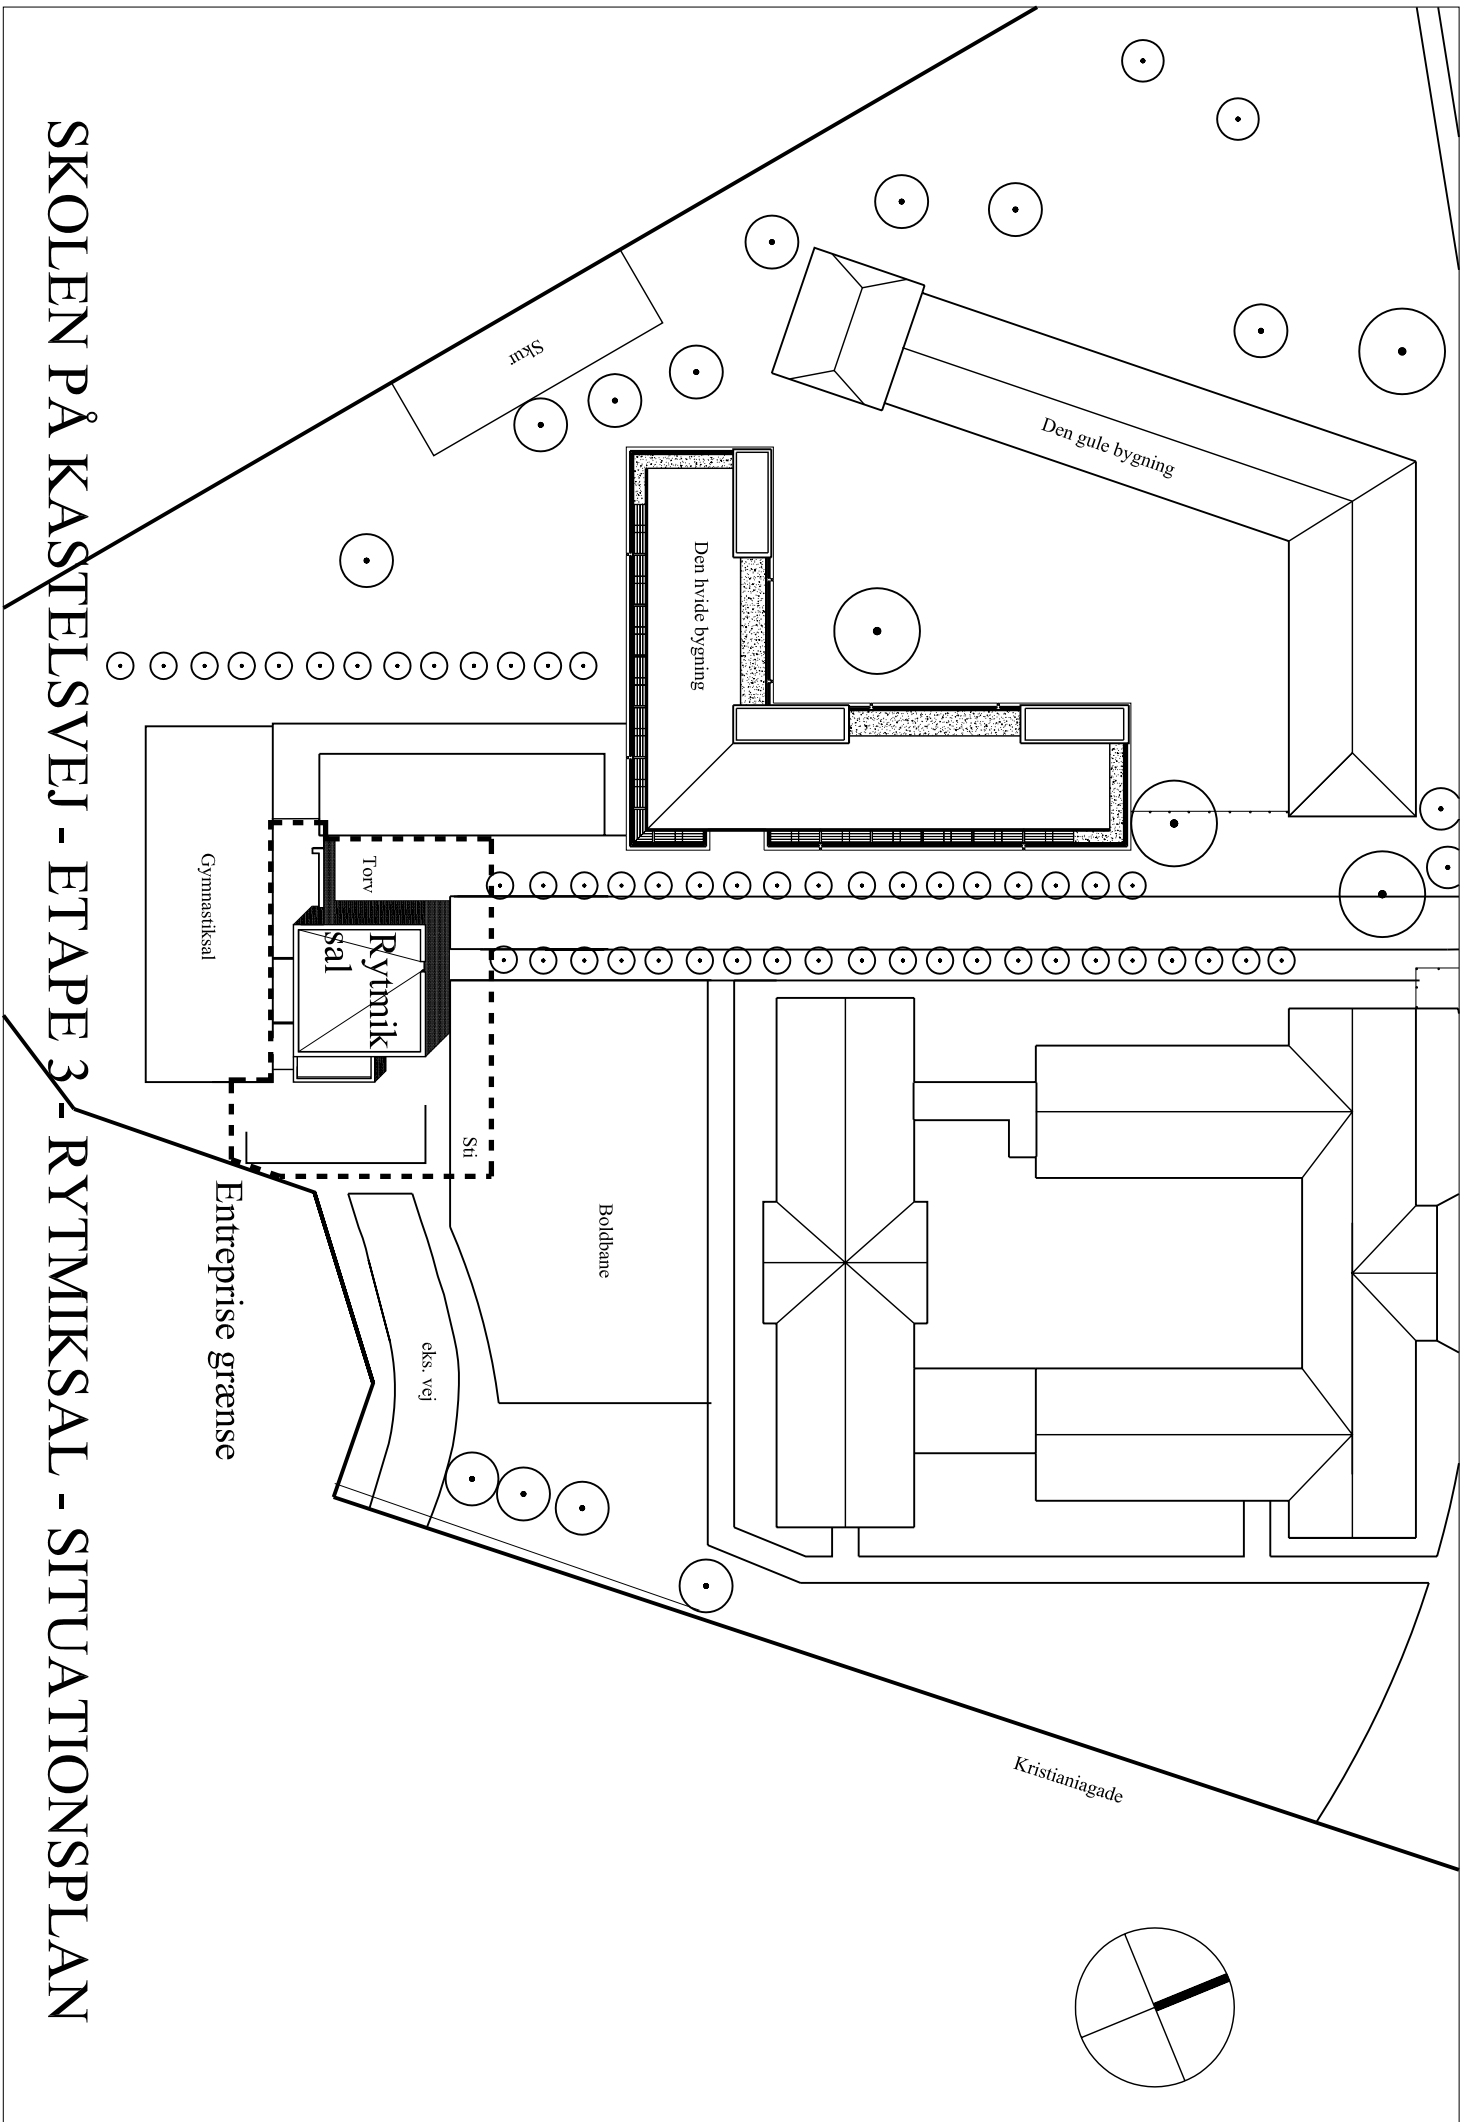 Skur
Den gule bygning
Den hvide bygning
Torv
Gymnastiksal
Rytmik
sal
Sti
Boldbane
Entreprise grænse
eks. vej
Kristianiagade
SKOLEN PÅ KASTELSVEJ - ETAPE 3 - RYTMIKSAL - SITUATIONSPLAN